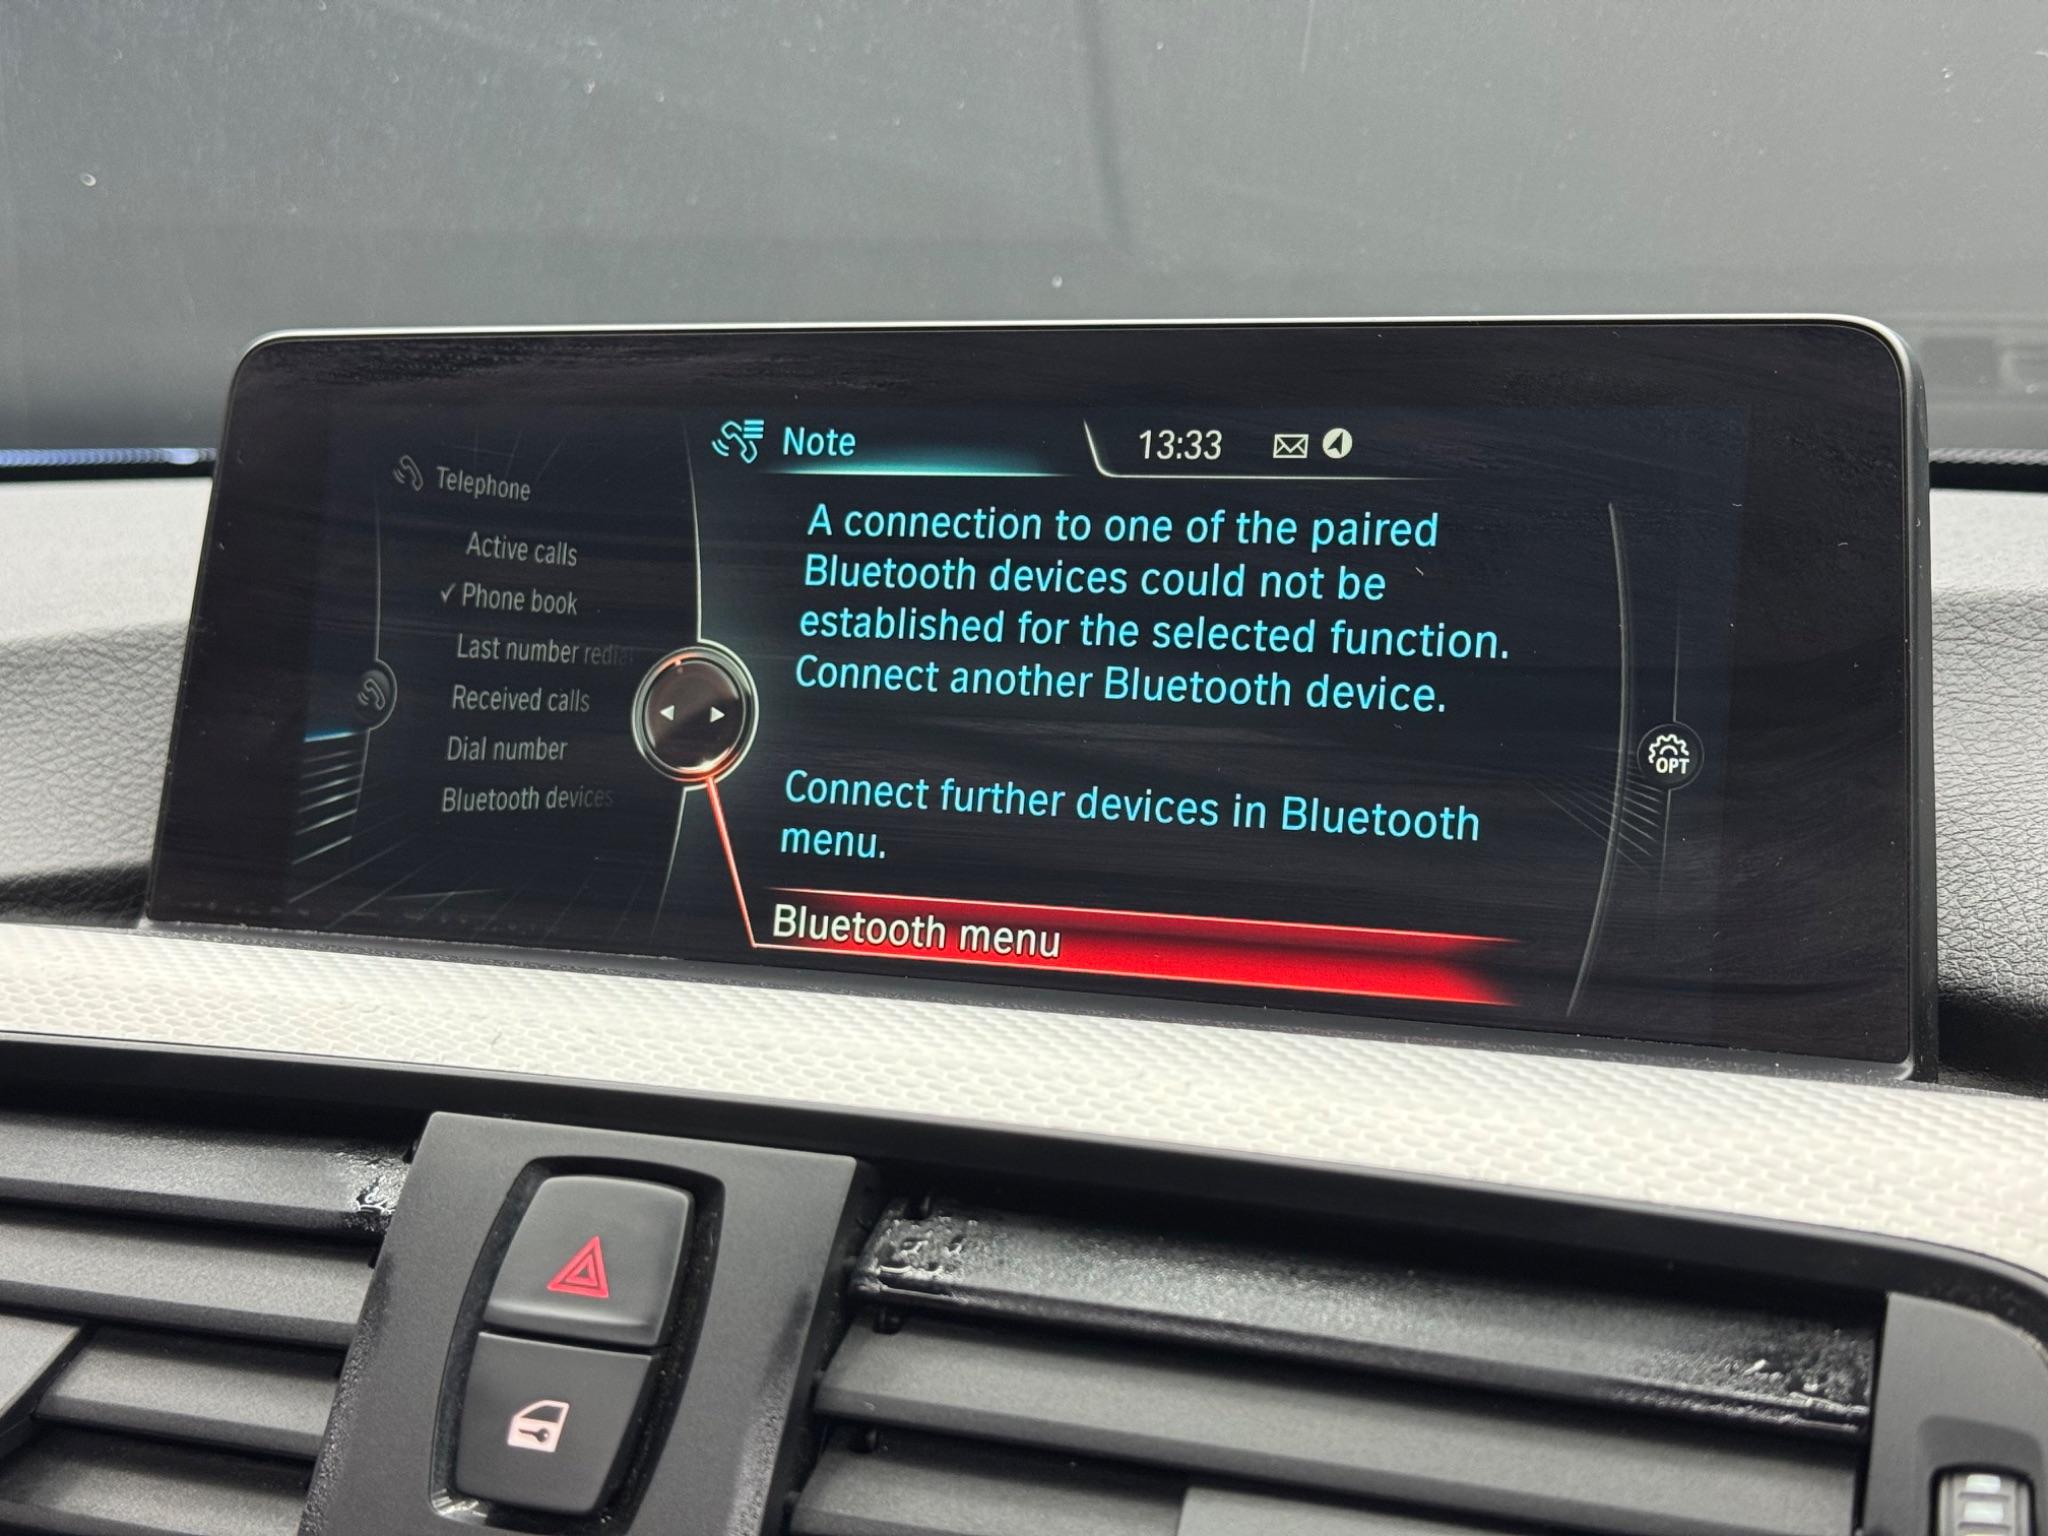 Note
13:33
Telephone
Active calls
✓ Phone book
Last number redial
Received calls
Dial number
Bluetooth devices
A connection to one of the paired
Bluetooth devices could not be
established for the selected function.
Connect another Bluetooth device.
Connect further devices in Bluetooth
menu.
Bluetooth menu
OPT